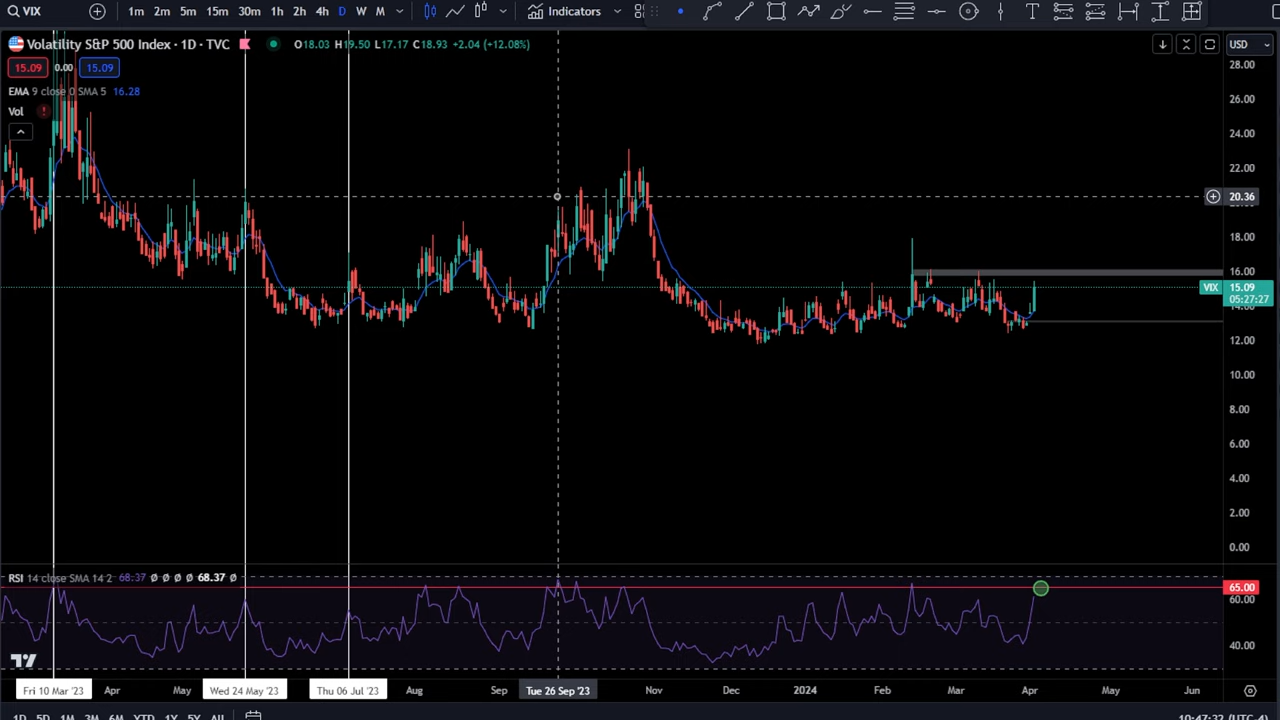 VIX 1m 2m 5m 15m 30m 1h 2h 4h D W M Indicators
Volatility S&P 500 Index · 1D · TVC O18.03 H19.50 L17.17 C18.93 +2.04 (+12.08%) USD
15.09 0.00 15.09
EMA 9 close 0 SMA 5 16.28
Vol
28.00
26.00
24.00
22.00
20.36
18.00
16.00
VIX 15.09
05:27:27
14.00
12.00
10.00
8.00
6.00
4.00
2.00
0.00
RSI 14 close SMA 14 2 68.37 Ø Ø Ø Ø 68.37 Ø
65.00
60.00
40.00
Fri 10 Mar '23 Apr May Wed 24 May '23 Thu 06 Jul '23 Aug Sep Tue 26 Sep '23 Nov Dec 2024 Feb Mar Apr May Jun
1D 5D 1M 3M 6M YTD 1Y 5Y All 10:47:32 (UTC-4)